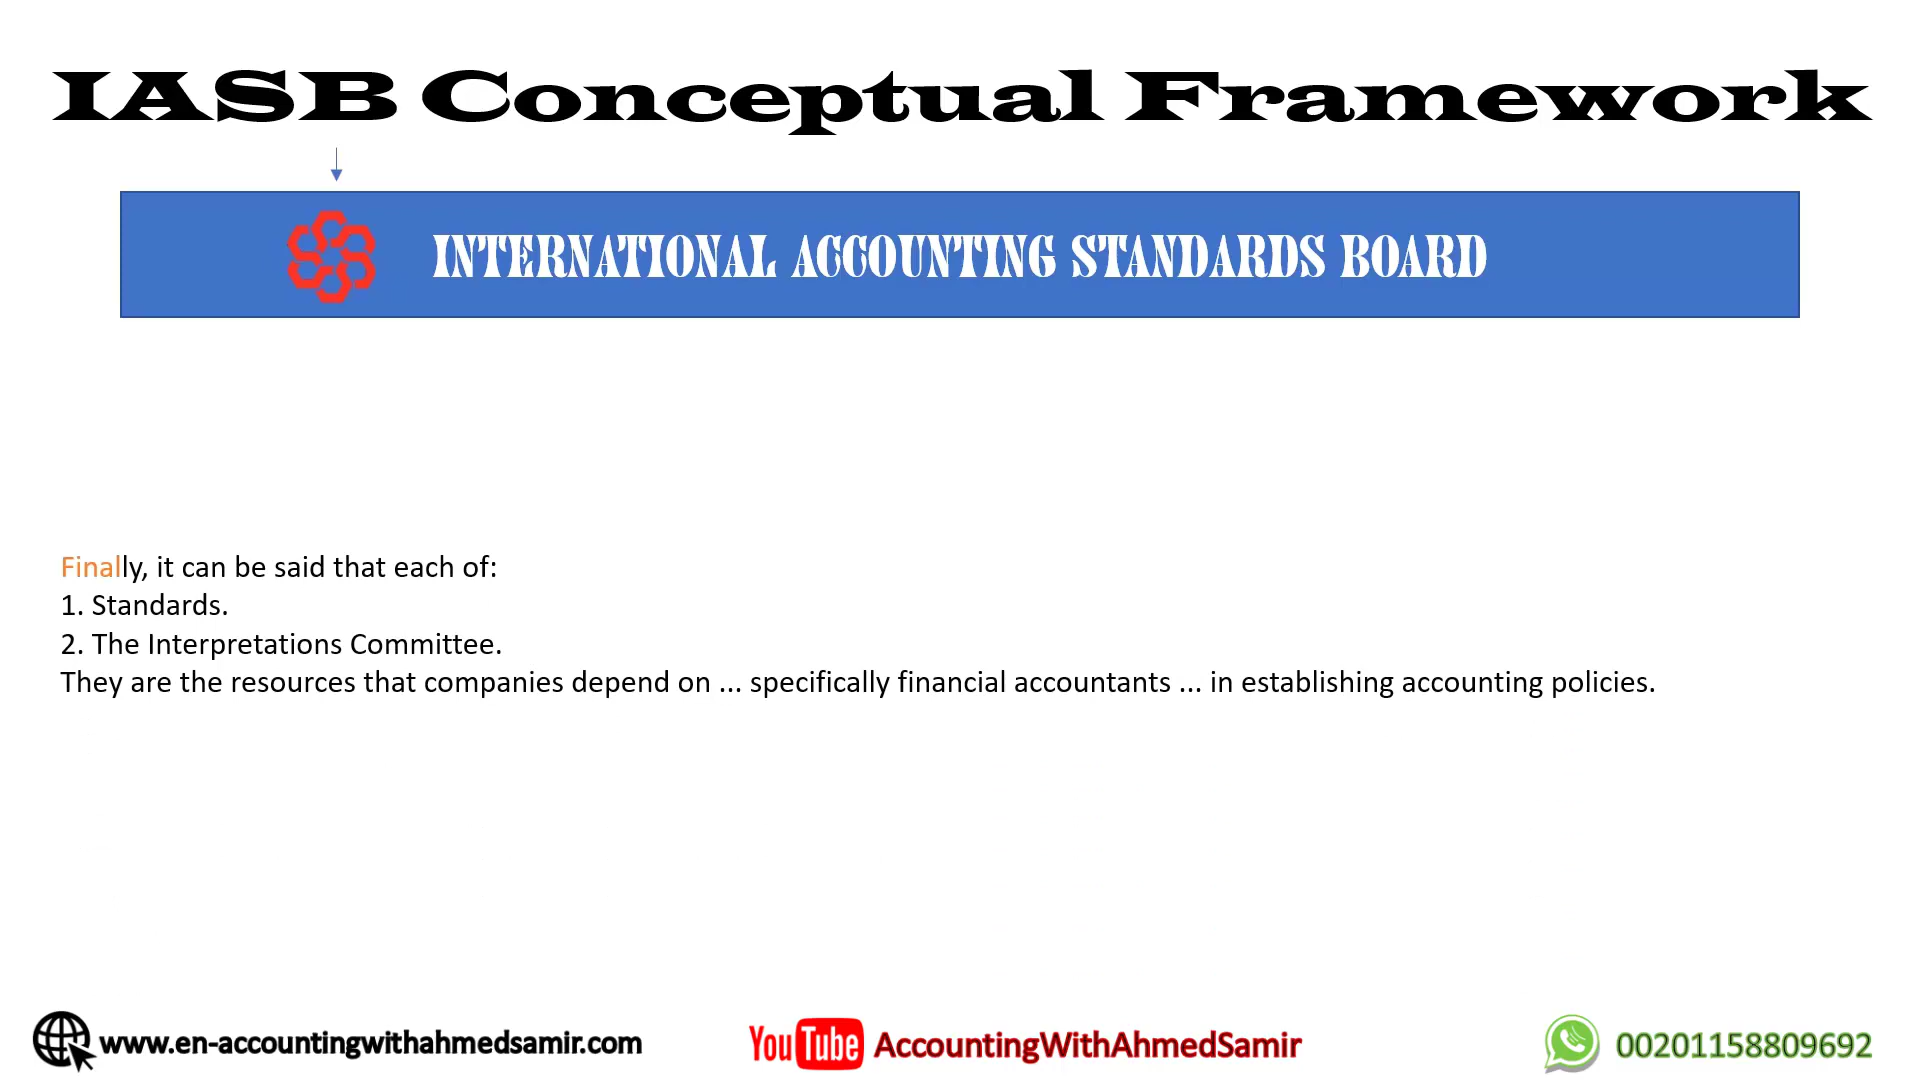 IASB Conceptual Framework
INTERNATIONAL ACCOUNTING STANDARDS BOARD
Finally, it can be said that each of:
1. Standards.
2. The Interpretations Committee.
They are the resources that companies depend on ... specifically financial accountants ... in establishing accounting policies.
www.en-accountingwithahmedsamir.com
YouTube AccountingWithAhmedSamir
00201158809692